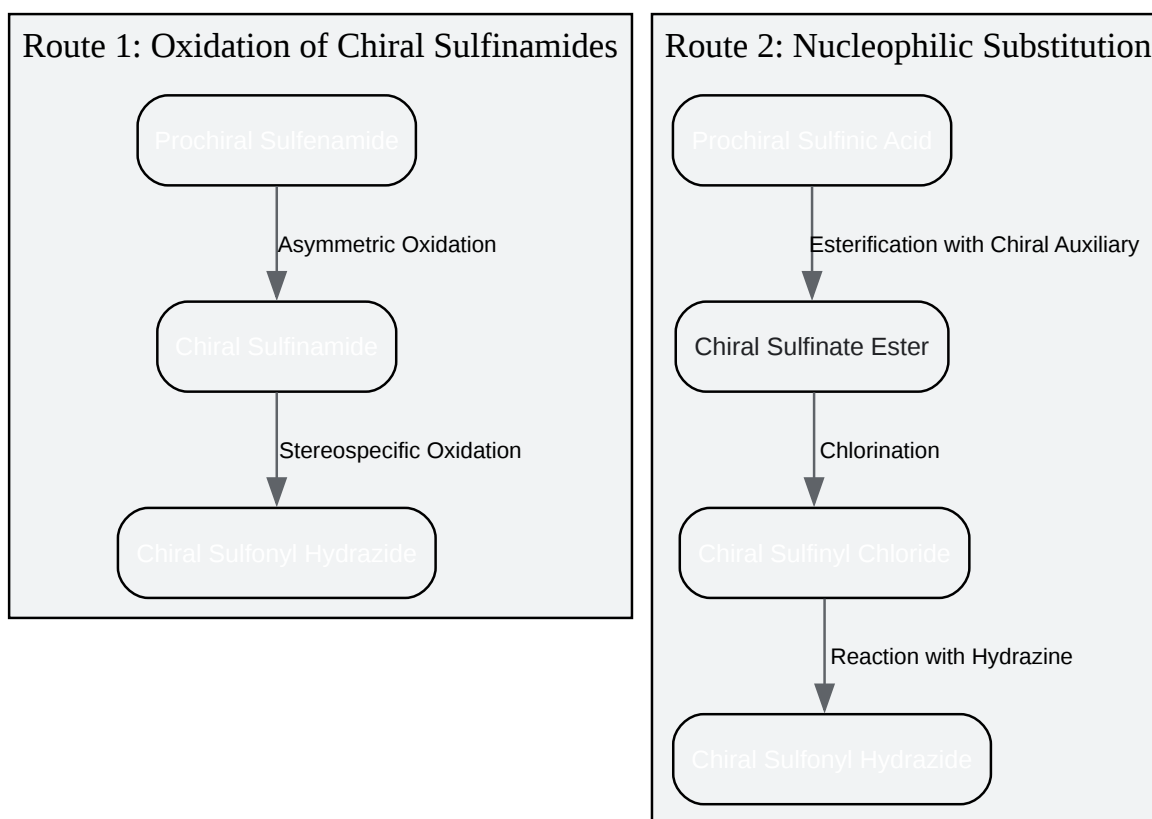 Route 1: Oxidation of Chiral Sulfinamides
Prochiral Sulfenamide
Asymmetric Oxidation
Chiral Sulfinamide
Stereospecific Oxidation
Chiral Sulfonyl Hydrazide
Route 2: Nucleophilic Substitution
Prochiral Sulfinic Acid
Esterification with Chiral Auxiliary
Chiral Sulfinate Ester
Chlorination
Chiral Sulfinyl Chloride
Reaction with Hydrazine
Chiral Sulfonyl Hydrazide